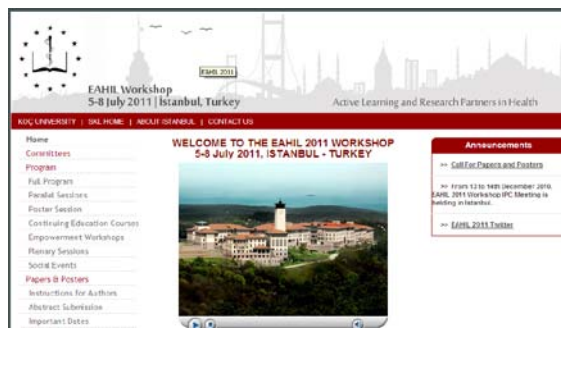 EAHIL 2011
EAHIL Workshop
5-8 July 2011 | İstanbul, Turkey
Active Learning and Research Partners in Health
KOÇ UNIVERSITY | SKL HOME | ABOUT ISTANBUL | CONTACT US
Home
Committees
Program
Full Program
Parallel Sessions
Poster Session
Continuing Education Courses
Empowerment Workshops
Plenary Sessions
Social Events
Papers & Posters
Instructions for Authors
Abstract Submission
Important Dates
WELCOME TO THE EAHIL 2011 WORKSHOP
5-8 July 2011, ISTANBUL - TURKEY
Announcements
>> Call For Papers and Posters
>> From 13 to 14th December 2010,
EAHIL 2011 Workshop IPC Meeting is
holding in Istanbul.
>> EAHIL 2011 Twitter